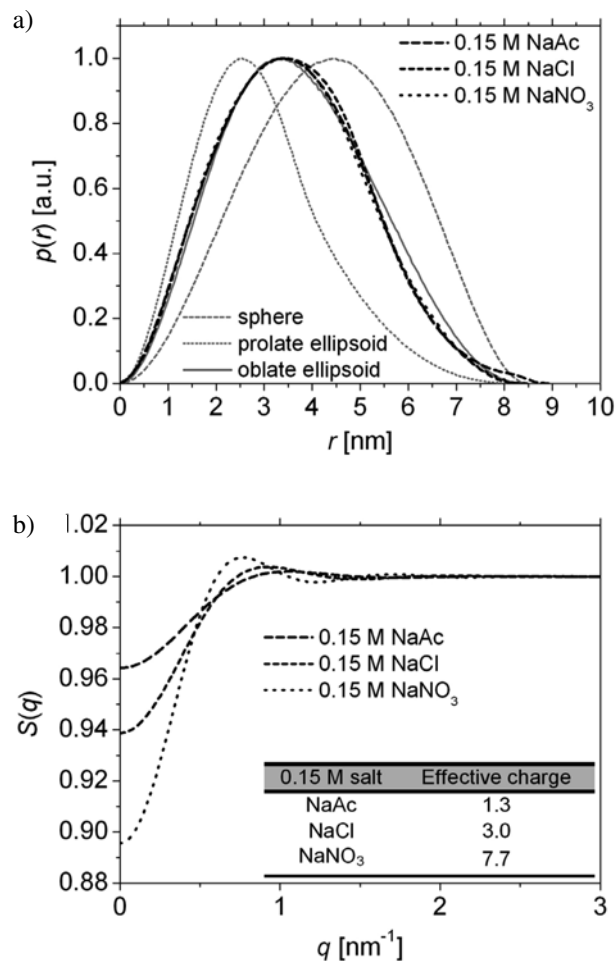 a)
1.0
0.8
0.6
0.4
0.2
0.0
p(r) [a.u.]
0.15 M NaAc
0.15 M NaCl
0.15 M NaNO₃
sphere
prolate ellipsoid
oblate ellipsoid
0 1 2 3 4 5 6 7 8 9 10
r [nm]
b)
1.02
1.00
0.98
0.96
0.94
0.92
0.90
0.88
S(q)
0.15 M NaAc
0.15 M NaCl
0.15 M NaNO₃
0.15 M salt Effective charge
NaAc 1.3
NaCl 3.0
NaNO₃ 7.7
0 1 2 3
q [nm⁻¹]